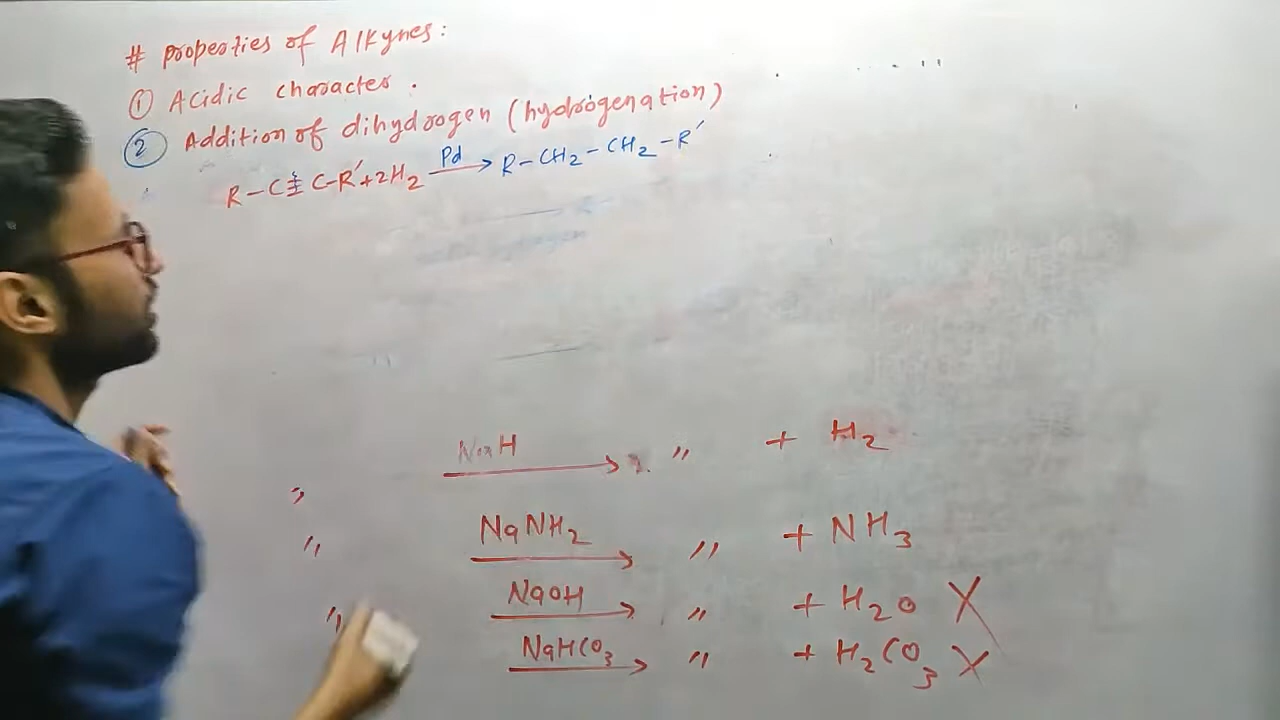 # Properties of Alkynes:
① Acidic character.
② Addition of dihydrogen (hydrogenation)
R-C≡C-R'+2H₂ —Pd→ R-CH₂-CH₂-R'
" —NaH→ " + H₂
" —NaNH₂→ " + NH₃
" —NaOH→ " + H₂O X
—NaHCO₃→ " + H₂CO₃ X